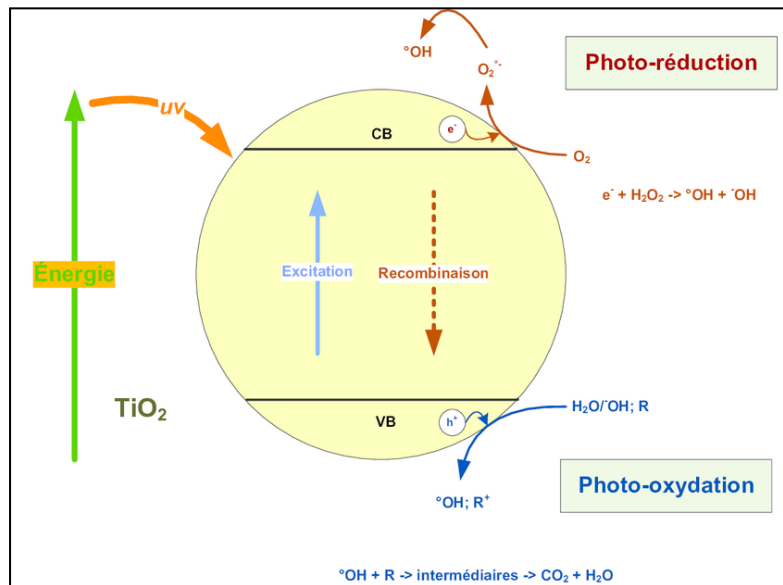 °OH
O₂°⁻
Photo-réduction
uv
CB
e⁻
O₂
e⁻ + H₂O₂ -> °OH + ⁻OH
Énergie
Excitation
Recombinaison
TiO₂
VB
h⁺
H₂O/⁻OH; R
Photo-oxydation
°OH; R⁺
°OH + R -> intermédiaires -> CO₂ + H₂O